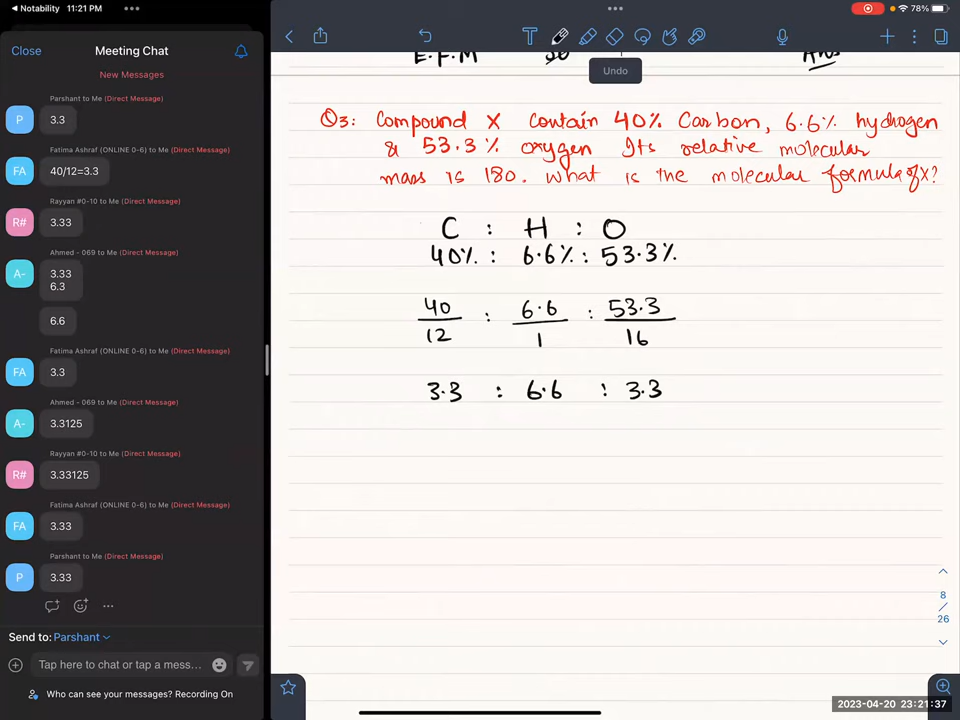 Notability 11:21 PM
78%
Close Meeting Chat
New Messages
Parshant to Me (Direct Message)
P 3.3
Fatima Ashraf (ONLINE 0-6) to Me (Direct Message)
FA 40/12=3.3
Rayyan #0-10 to Me (Direct Message)
R# 3.33
Ahmed - 069 to Me (Direct Message)
A- 3.33
6.3
6.6
Fatima Ashraf (ONLINE 0-6) to Me (Direct Message)
FA 3.3
Ahmed - 069 to Me (Direct Message)
A- 3.3125
Rayyan #0-10 to Me (Direct Message)
R# 3.33125
Fatima Ashraf (ONLINE 0-6) to Me (Direct Message)
FA 3.33
Parshant to Me (Direct Message)
P 3.33
Send to: Parshant
Tap here to chat or tap a mess...
Who can see your messages? Recording On
E.F.M
Ans
Undo
Q3: Compound X contain 40% Carbon, 6.6% hydrogen
& 53.3% oxygen Its relative molecular
mass is 180. What is the molecular formula of X?
C : H : O
40% : 6.6% : 53.3%
40/12 : 6.6/1 : 53.3/16
3.3 : 6.6 : 3.3
8
/
26
2023-04-20 23:21:37